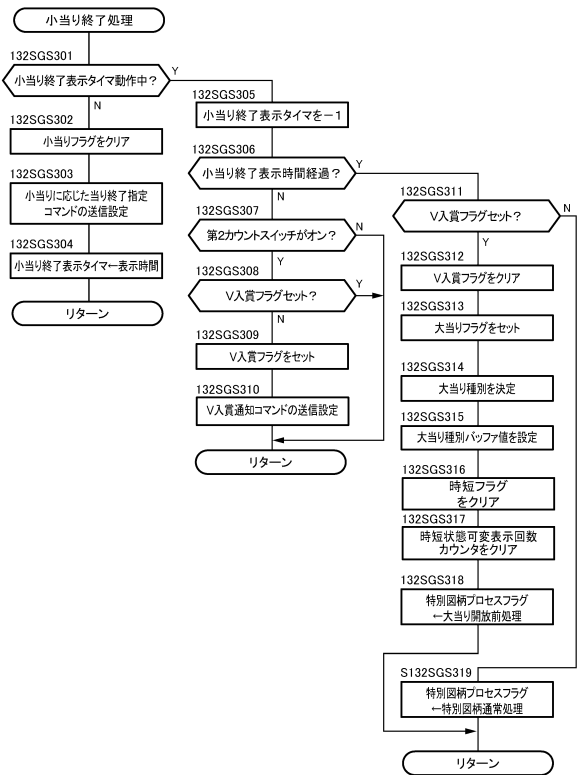 小当り終了処理
132SGS301
小当り終了表示タイマ動作中？
Y
N
132SGS302
小当りフラグをクリア
132SGS303
小当りに応じた当り終了指定
コマンドの送信設定
132SGS304
小当り終了表示タイマ←表示時間
リターン
132SGS305
小当り終了表示タイマを－１
132SGS306
小当り終了表示時間経過？
Y
N
132SGS307
第2カウントスイッチがオン？
N
Y
132SGS308
V入賞フラグセット？
Y
N
132SGS309
V入賞フラグをセット
132SGS310
V入賞通知コマンドの送信設定
リターン
132SGS311
V入賞フラグセット？
N
Y
132SGS312
V入賞フラグをクリア
132SGS313
大当りフラグをセット
132SGS314
大当り種別を決定
132SGS315
大当り種別バッファ値を設定
132SGS316
時短フラグ
をクリア
132SGS317
時短状態可変表示回数
カウンタをクリア
132SGS318
特別図柄プロセスフラグ
←大当り開放前処理
S132SGS319
特別図柄プロセスフラグ
←特別図柄通常処理
リターン